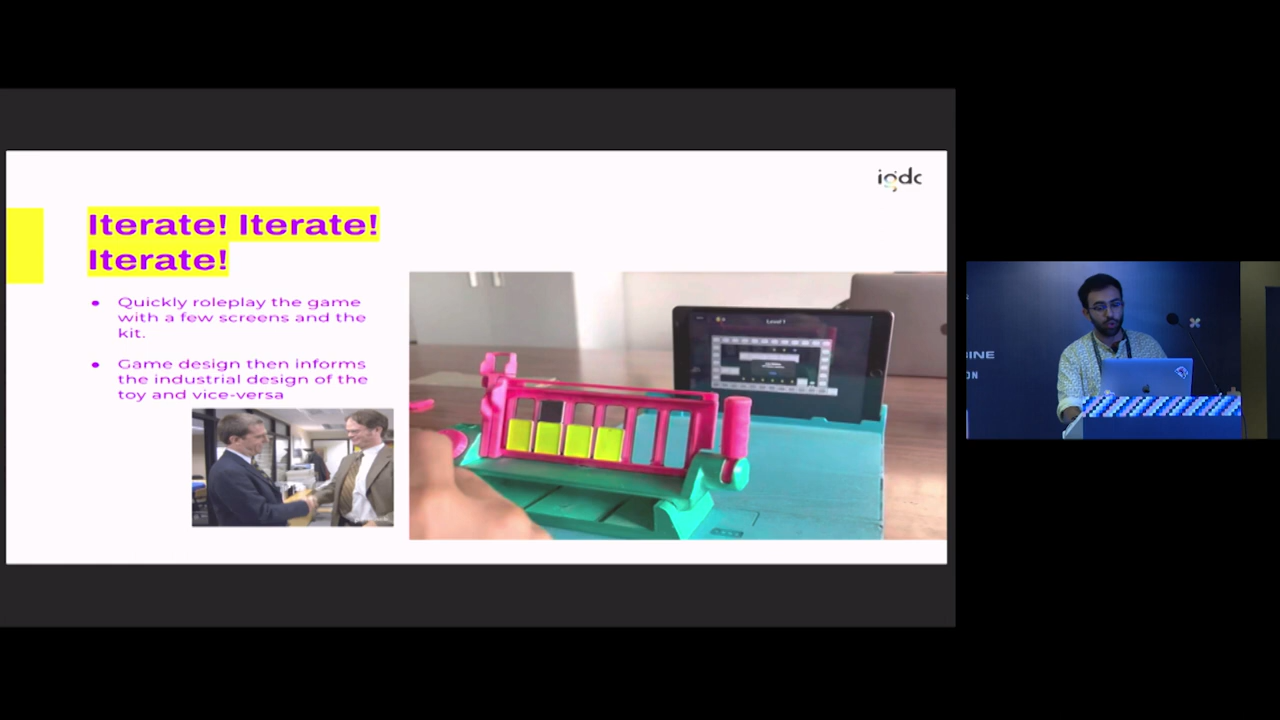 igdc
Iterate! Iterate!
Iterate!
Quickly roleplay the game
with a few screens and the
kit.
Game design then informs
the industrial design of the
toy and vice-versa
Level 1
BINE
ON